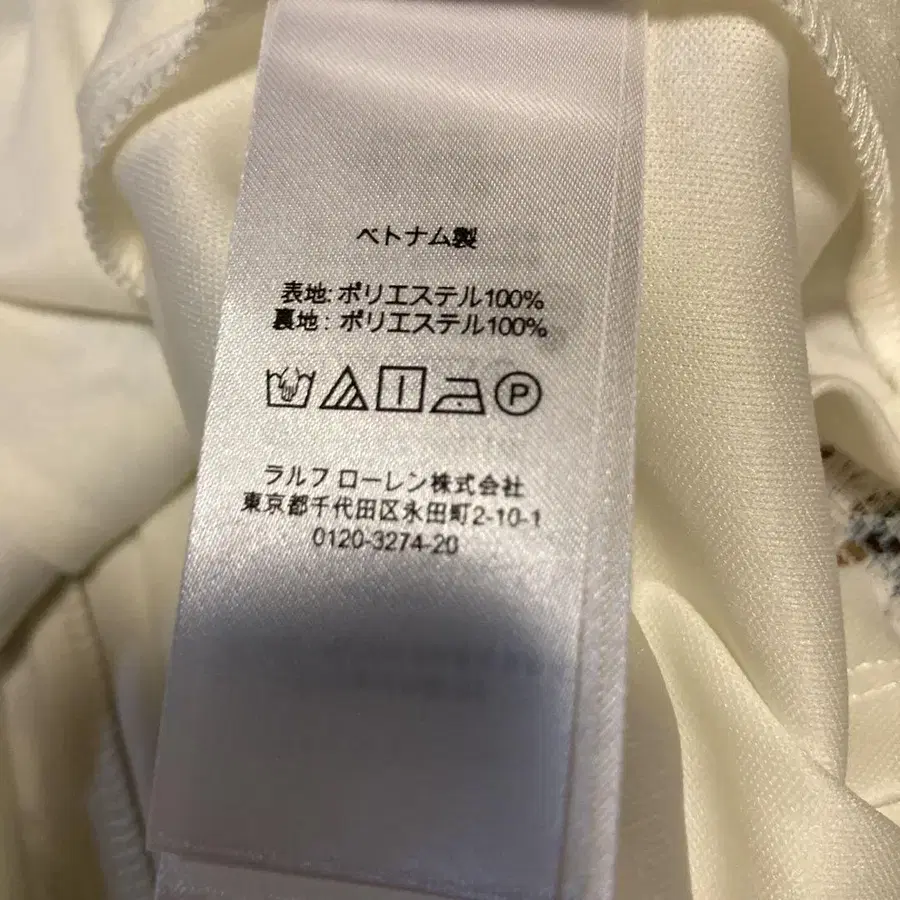 ベトナム製
表地: ポリエステル100%
裏地: ポリエステル100%
P
ラルフ ローレン株式会社
東京都千代田区永田町2-10-1
0120-3274-20